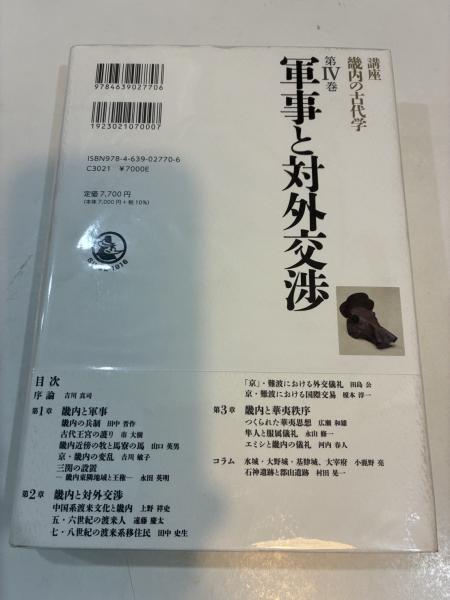 講座
畿内の古代学
第Ⅳ巻
軍事と対外交渉
9784639027706
1923021070007
ISBN978-4-639-02770-6
C3021 ¥7000E
定価 7,700円
(本体 7,000円+税10%)
目次
序論 吉川 真司
第1章 畿内と軍事
畿内の兵制 田中 晋作
古代王宮の護り 市 大樹
畿内近傍の牧と馬寮の馬 山口 英男
京・畿内の変乱 吉川 敏子
三関の設置
―畿内東隣地域と王権― 永田 英明
第2章 畿内と対外交渉
中国系渡来文化と畿内 上野 祥史
五・六世紀の渡来人 遠藤 慶太
七・八世紀の渡来系移住民 田中 史生
「京」・難波における外交儀礼 田島 公
京・難波における国際交易 榎本 淳一
第3章 畿内と華夷秩序
つくられた華夷思想 広瀬 和雄
隼人と服属儀礼 永山 修一
エミシと畿内の儀礼 河内 春人
コラム 水城・大野城・基肄城、大宰府 小鹿野 亮
石神遺跡と郡山遺跡 村田 晃一